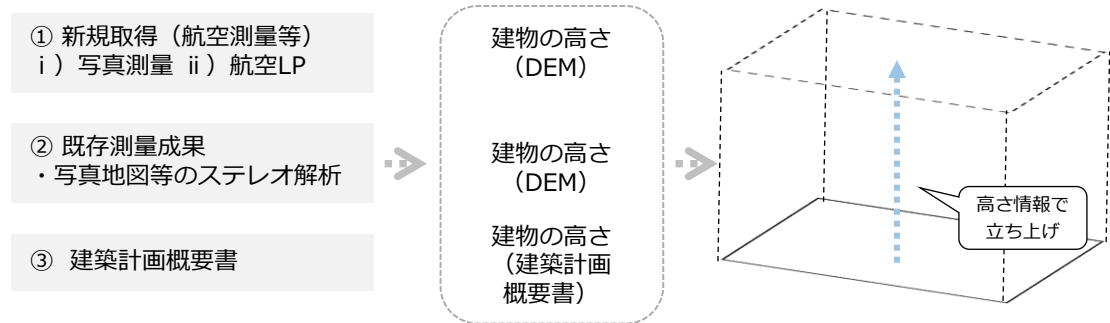 ① 新規取得（航空測量等）
ⅰ）写真測量 ⅱ）航空LP
② 既存測量成果
・写真地図等のステレオ解析
③ 建築計画概要書
建物の高さ
（DEM）
建物の高さ
（DEM）
建物の高さ
（建築計画
概要書）
高さ情報で
立ち上げ